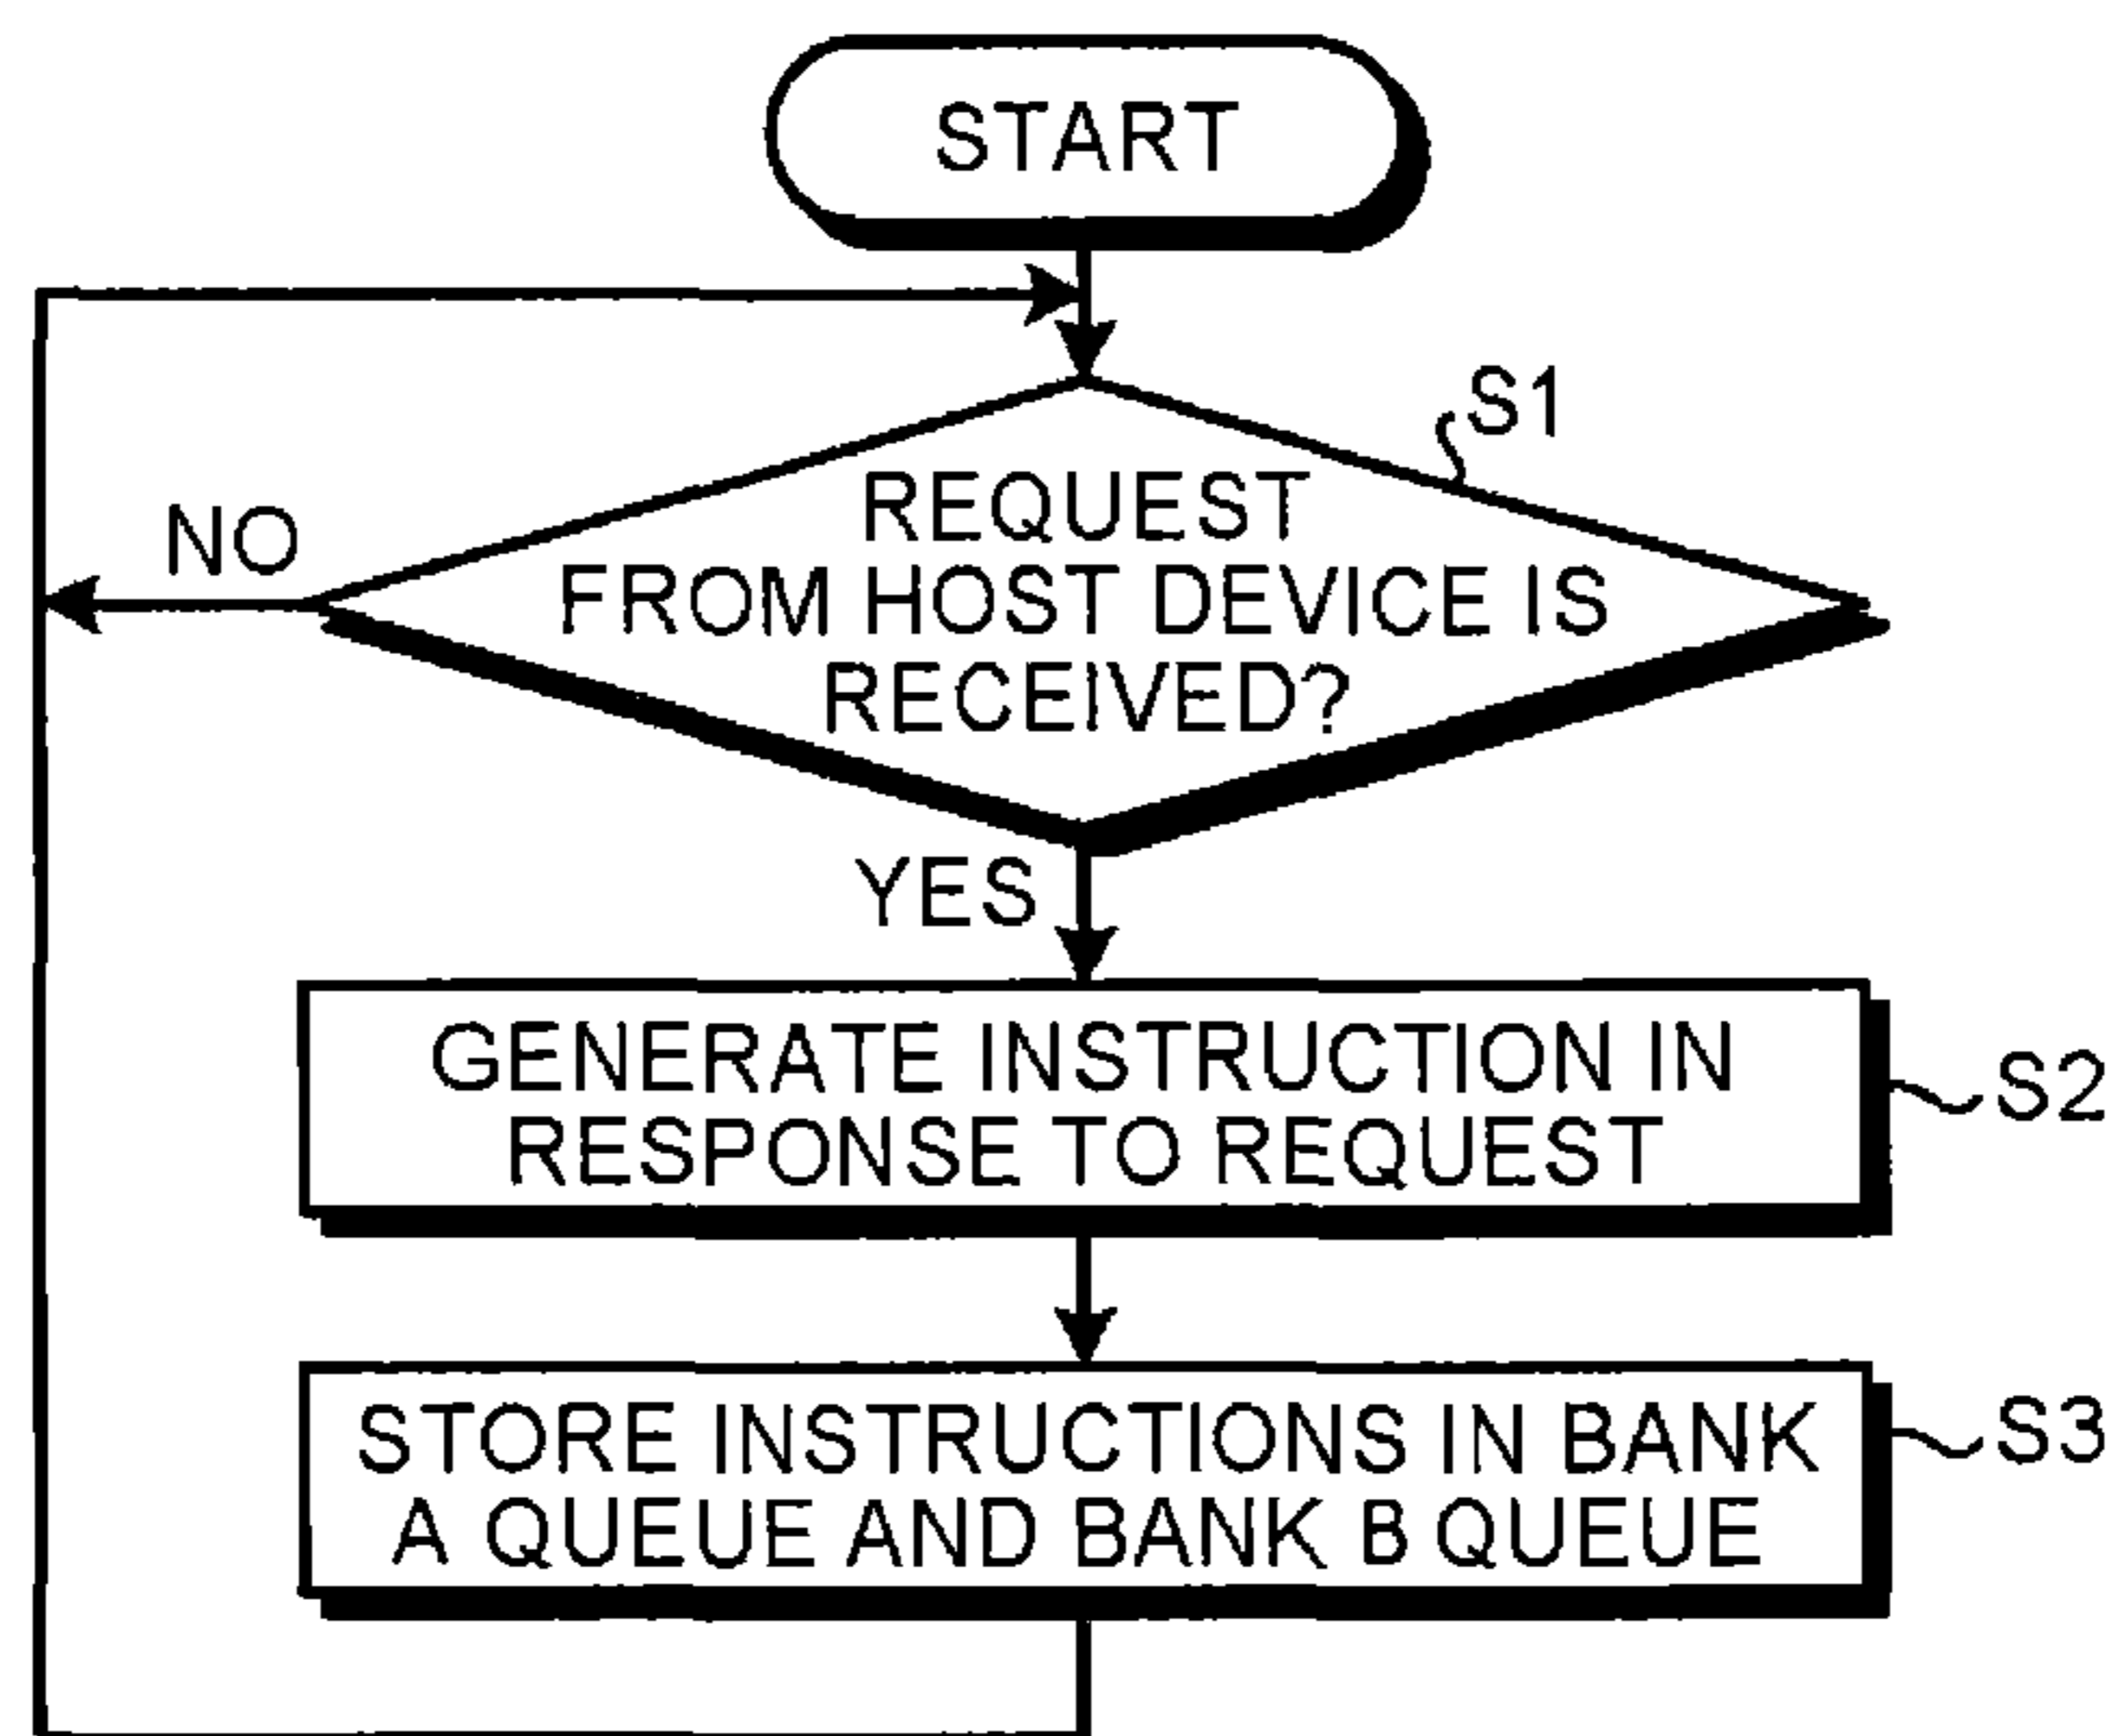 START
S1
REQUEST
FROM HOST DEVICE IS
RECEIVED?
NO
YES
GENERATE INSTRUCTION IN
RESPONSE TO REQUEST
S2
STORE INSTRUCTIONS IN BANK
A QUEUE AND BANK B QUEUE
S3